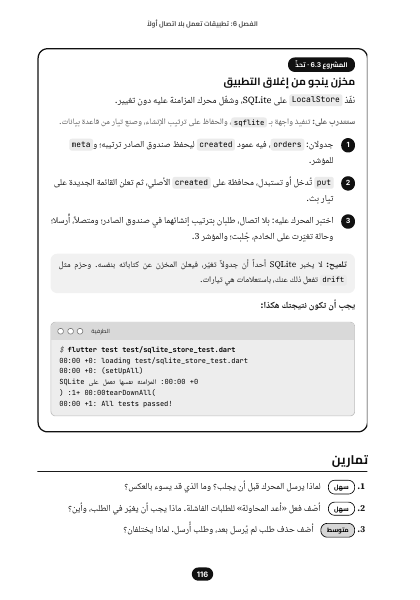 الفصل 6: تطبيقات تعمل بلا اتصال أولًا
المشروع 6.3 · تحدٍّ
مخزن ينجو من إغلاق التطبيق
نفّذ LocalStore على SQLite، وشغّل محرك المزامنة عليه دون تغيير.
ستتدرب على: تنفيذ واجهة بـ sqflite، والحفاظ على ترتيب الإنشاء، وصنع تيار من قاعدة بيانات.
1 جدولان: orders، فيه عمود created ليحفظ صندوق الصادر ترتيبه؛ و meta
للمؤشر.
2 put تُدخل أو تستبدل، محافظة على created الأصلي، ثم تعلن القائمة الجديدة على
تيار بث.
3 اختبر المحرك عليه: بلا اتصال، طلبان بترتيب إنشائهما في صندوق الصادر؛ ومتصلًا، أُرسلا؛
وحالة تغيّرت على الخادم، جُلبت؛ والمؤشر 3.
تلميح: لا يخبر SQLite أحداً أن جدولاً تغيّر، فيعلن المخزن عن كتاباته بنفسه. وحزم مثل
drift تفعل ذلك عنك، باستعلامات هي تيارات.
يجب أن تكون نتيجتك هكذا:
الطرفية
$ flutter test test/sqlite_store_test.dart
00:00 +0: loading test/sqlite_store_test.dart
00:00 +0: (setUpAll)
00:00 +0: المزامنة نفسها تعمل على SQLite
00:00 +1: (tearDownAll)
00:00 +1: All tests passed!
تمارين
1. سهل لماذا يرسل المحرك قبل أن يجلب؟ وما الذي قد يسوء بالعكس؟
2. سهل أضف فعل «أعد المحاولة» للطلبات الفاشلة. ماذا يجب أن يغيّر في الطلب، وأين؟
3. متوسط أضف حذف طلب لم يُرسل بعد، وطلب أُرسل. لماذا يختلفان؟
116